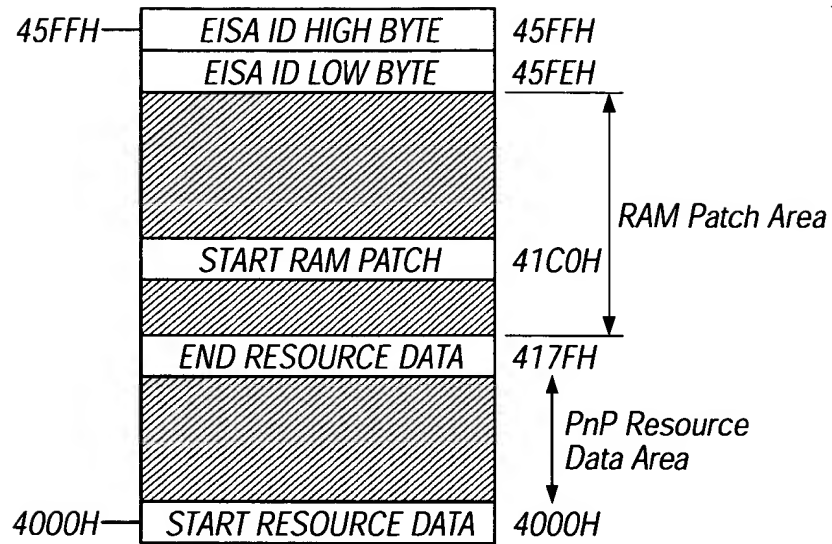 45FFH EISA ID HIGH BYTE 45FFH
EISA ID LOW BYTE 45FEH
RAM Patch Area
START RAM PATCH 41C0H
END RESOURCE DATA 417FH
PnP Resource
Data Area
4000H START RESOURCE DATA 4000H